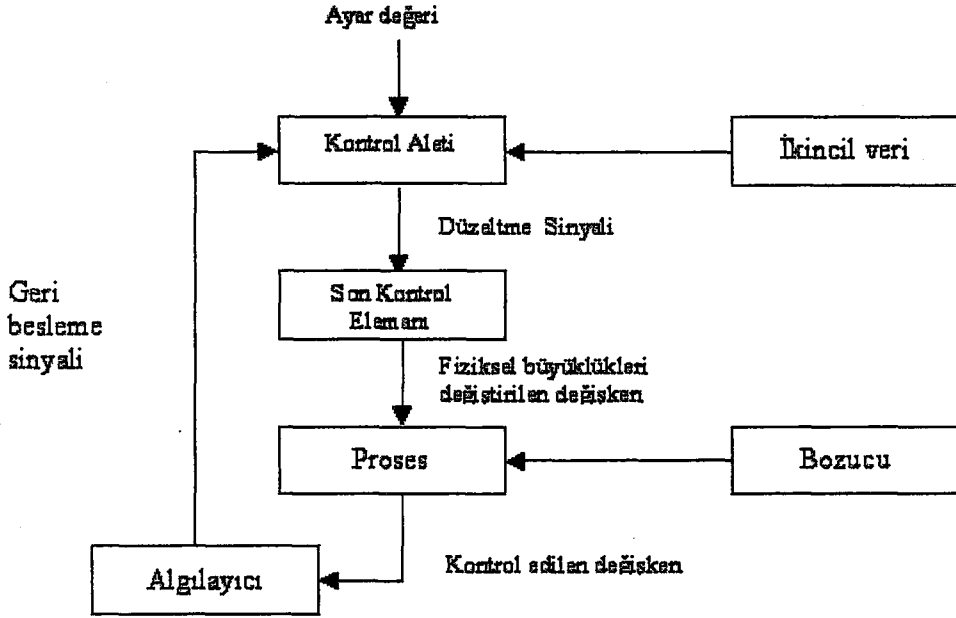 Ayar değeri
Kontrol Aleti
İkincil veri
Düzeltme Sinyali
Son Kontrol
Elemanı
Geri
besleme
sinyali
Fiziksel büyüklükleri
değiştirilen değişken
Proses
Bozucu
Algılayıcı
Kontrol edilen değişken